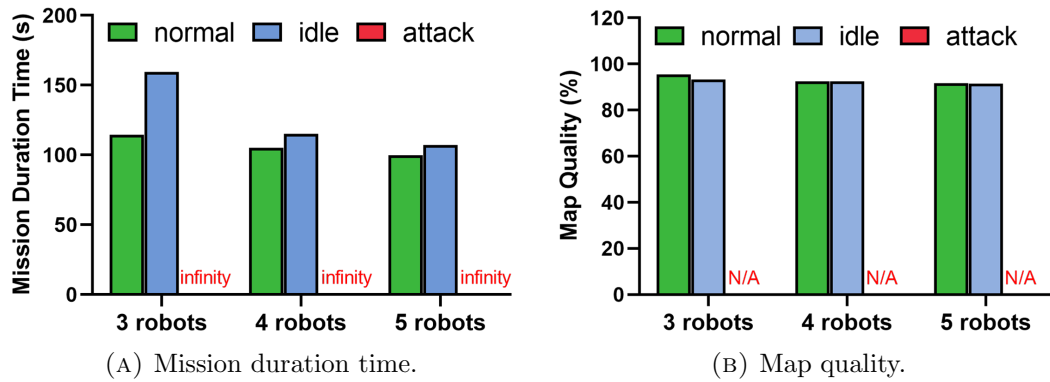 Mission Duration Time (s)
200
150
100
50
0
normal idle attack
infinity infinity infinity
3 robots 4 robots 5 robots
(A) Mission duration time.
Map Quality (%)
120
100
80
60
40
20
0
normal idle attack
N/A N/A N/A
3 robots 4 robots 5 robots
(B) Map quality.